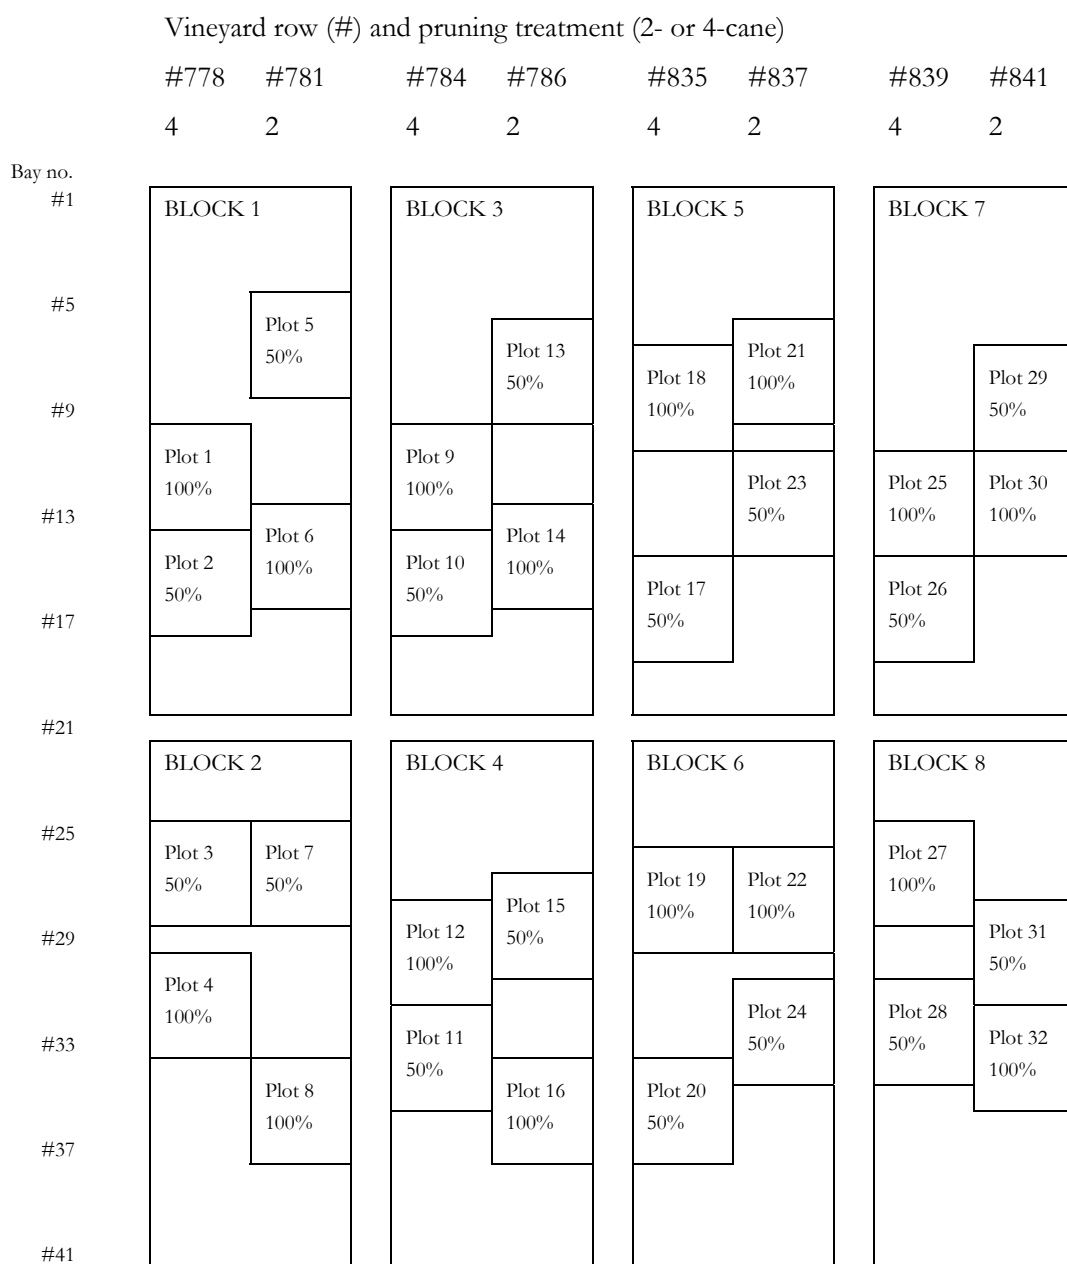 Vineyard row (#) and pruning treatment (2- or 4-cane)
#778 #781 #784 #786 #835 #837 #839 #841
4 2 4 2 4 2 4 2
Bay no.
#1
BLOCK 1 BLOCK 3 BLOCK 5 BLOCK 7
#5
Plot 5
50%
Plot 13
50%
Plot 21
100%
Plot 18
100%
Plot 29
50%
#9
Plot 1
100%
Plot 9
100%
Plot 23
50%
Plot 25
100%
Plot 30
100%
#13
Plot 6
100%
Plot 14
100%
Plot 2
50%
Plot 10
50%
Plot 17
50%
Plot 26
50%
#17
#21
BLOCK 2 BLOCK 4 BLOCK 6 BLOCK 8
#25
Plot 3
50%
Plot 7
50%
Plot 27
100%
Plot 19
100%
Plot 22
100%
Plot 15
50%
#29
Plot 12
100%
Plot 31
50%
Plot 4
100%
Plot 24
50%
Plot 28
50%
#33
Plot 11
50%
Plot 32
100%
Plot 8
100%
Plot 16
100%
Plot 20
50%
#37
#41